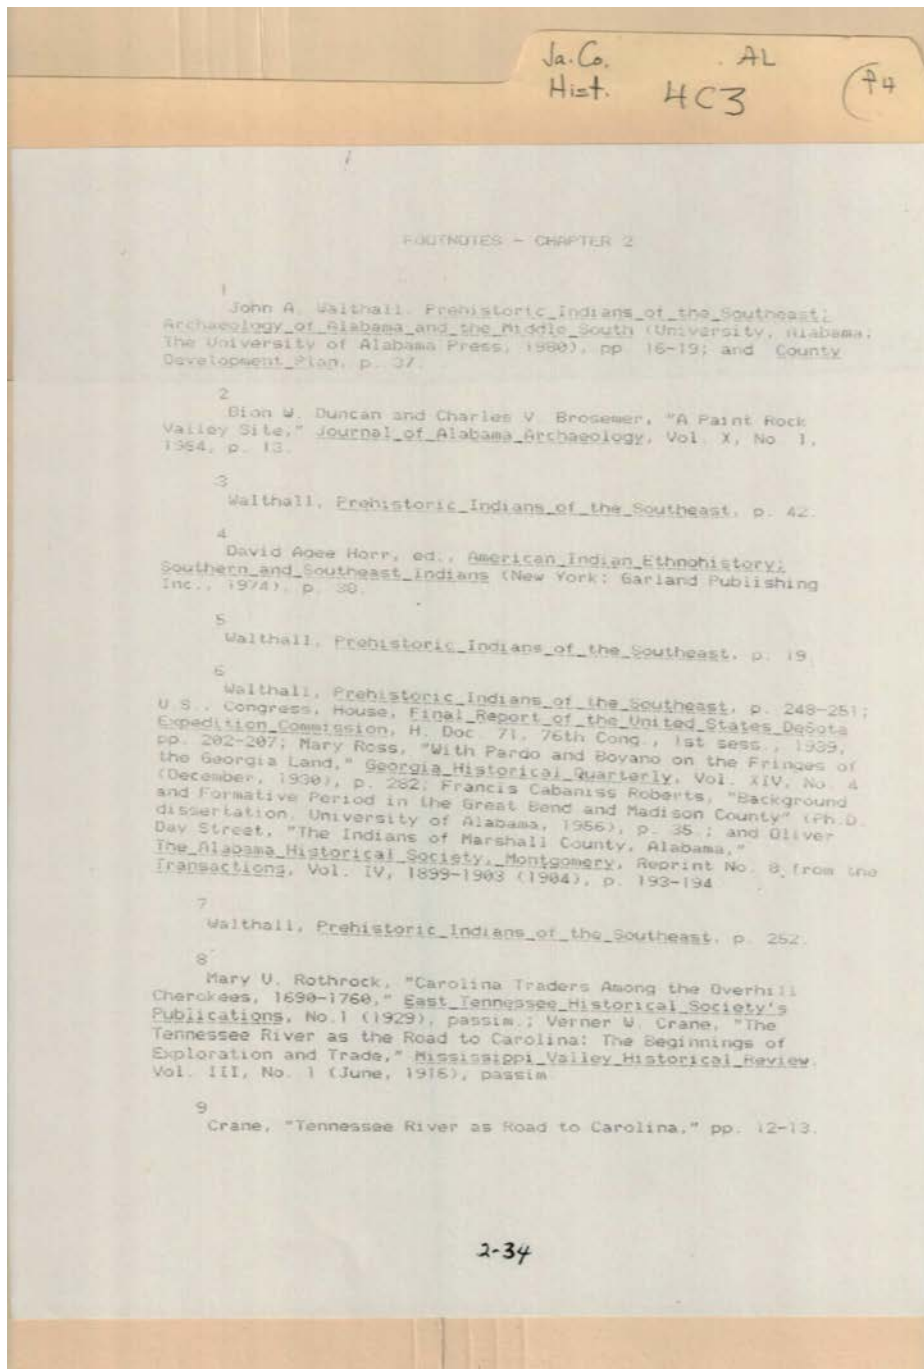 Ja.Co. AL
Hist. 4C3 P4
FOOTNOTES - CHAPTER 2
1
John A. Walthall. Prehistoric_Indians_of_the_Southeast:
Archaeology_of_Alabama_and_the_Middle_South (University, Alabama:
The University of Alabama Press, 1980), pp. 16-19; and County
Development_Plan, p. 37.
2
Bion W. Duncan and Charles V. Brosemer, "A Paint Rock
Valley Site," Journal_of_Alabama_Archaeology, Vol. X, No. 1,
1964, p. 13.
3
Walthall, Prehistoric_Indians_of_the_Southeast, p. 42.
4
David Agee Horr, ed., American_Indian_Ethnohistory:
Southern_and_Southeast_Indians (New York: Garland Publishing
Inc., 1974), p. 30.
5
Walthall, Prehistoric_Indians_of_the_Southeast, p. 19.
6
Walthall, Prehistoric_Indians_of_the_Southeast, p. 248-251;
U.S., Congress, House, Final_Report_of_the_United_States_DeSota
Expedition_Commission, H. Doc. 71, 76th Cong., 1st sess., 1939,
pp. 202-207; Mary Ross, "With Pardo and Boyano on the Fringes of
the Georgia Land," Georgia_Historical_Quarterly, Vol. XIV, No. 4
(December, 1930), p. 282; Francis Cabaniss Roberts, "Background
and Formative Period in the Great Bend and Madison County" (Ph.D.
dissertation, University of Alabama, 1956), p. 35.; and Oliver
Day Street, "The Indians of Marshall County, Alabama,"
The_Alabama_Historical_Society,_Montgomery, Reprint No. 8 from the
Transactions, Vol. IV, 1899-1903 (1904), p. 193-194
7
Walthall, Prehistoric_Indians_of_the_Southeast, p. 252.
8
Mary U. Rothrock, "Carolina Traders Among the Overhill
Cherokees, 1690-1760," East_Tennessee_Historical_Society's
Publications, No.1 (1929), passim.; Verner W. Crane, "The
Tennessee River as the Road to Carolina: The Beginnings of
Exploration and Trade," Mississippi_Valley_Historical_Review,
Vol. III, No. 1 (June, 1916), passim
9
Crane, "Tennessee River as Road to Carolina," pp. 12-13.
2-34